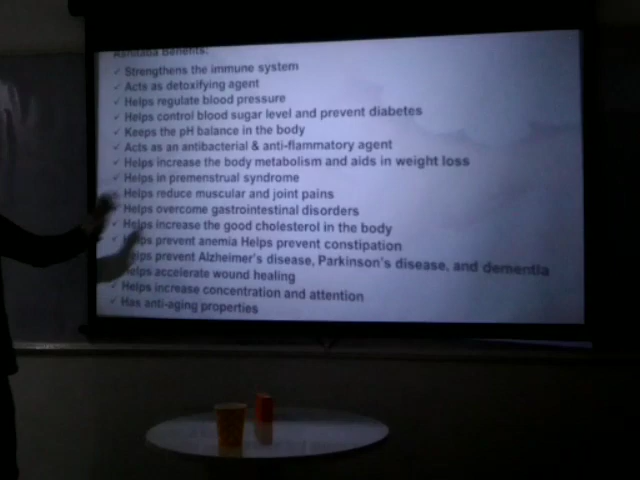 Benefits:
✓ Strengthens the immune system
✓ Acts as detoxifying agent
✓ Helps regulate blood pressure
✓ Helps control blood sugar level and prevent diabetes
✓ Keeps the pH balance in the body
✓ Acts as an antibacterial & anti-flammatory agent
✓ Helps increase the body metabolism and aids in weight loss
✓ Helps in premenstrual syndrome
✓ Helps reduce muscular and joint pains
✓ Helps overcome gastrointestinal disorders
✓ Helps increase the good cholesterol in the body
✓ Helps prevent anemia Helps prevent constipation
Helps prevent Alzheimer's disease, Parkinson's disease, and dementia
Helps accelerate wound healing
✓ Helps increase concentration and attention
✓ Has anti-aging properties